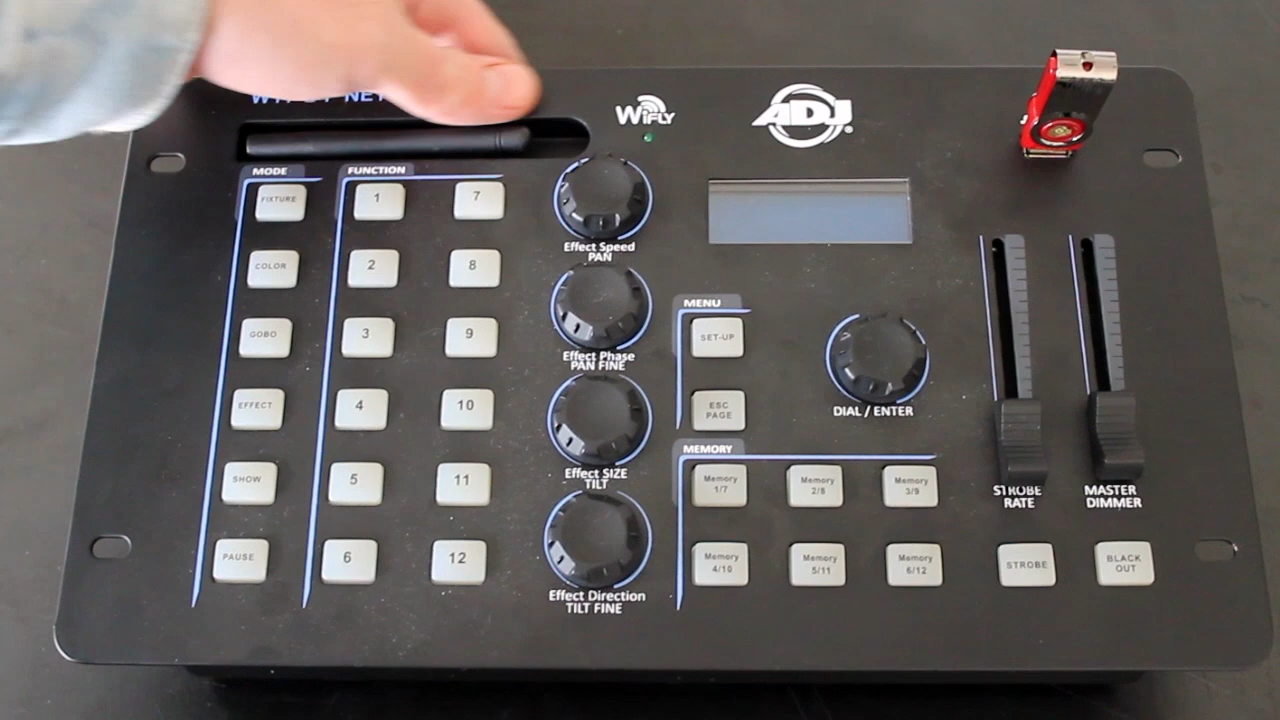 NET
WiFLY
ADJ
MODE
FUNCTION
FIXTURE
1
7
COLOR
2
8
GOBO
3
9
EFFECT
4
10
SHOW
5
11
PAUSE
6
12
Effect Speed
PAN
Effect Phase
PAN FINE
Effect SIZE
TILT
Effect Direction
TILT FINE
MENU
SET-UP
ESC
PAGE
DIAL / ENTER
MEMORY
Memory
1/7
Memory
2/8
Memory
3/9
Memory
4/10
Memory
5/11
Memory
6/12
STROBE
RATE
MASTER
DIMMER
STROBE
BLACK
OUT